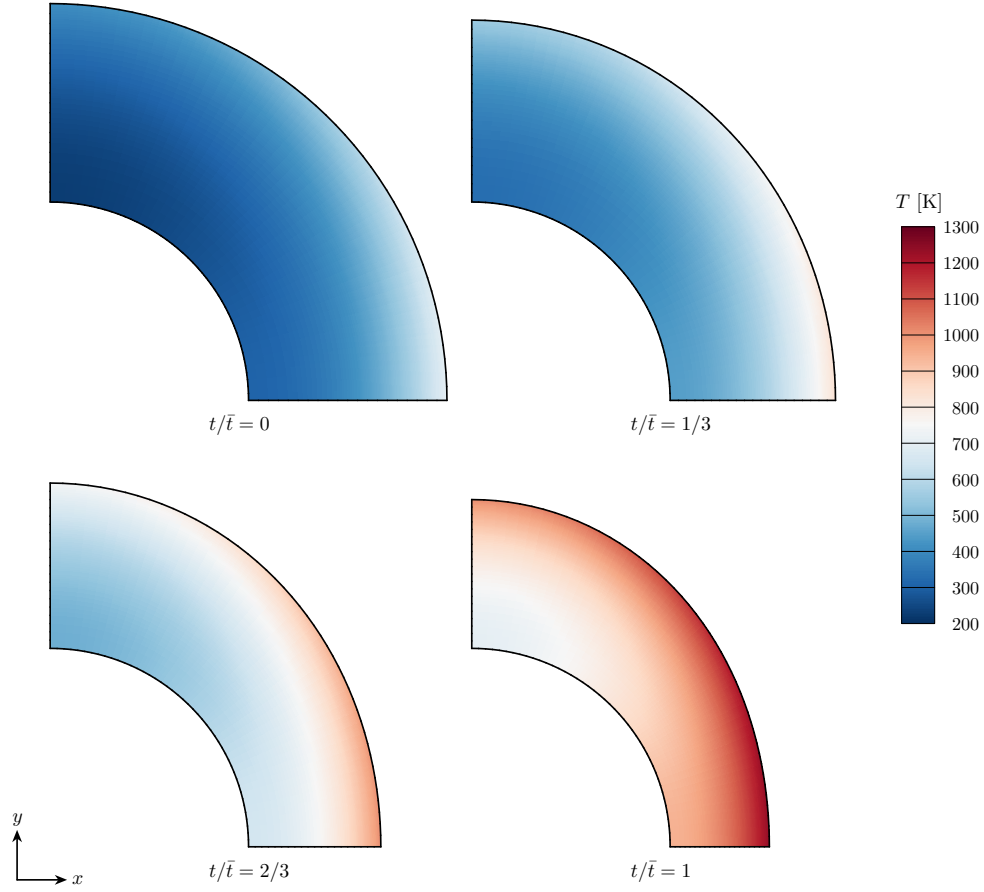 T [K]
1300
1200
1100
1000
900
800
700
600
500
400
300
200
t/t̄ = 0
t/t̄ = 1/3
t/t̄ = 2/3
t/t̄ = 1
y
x